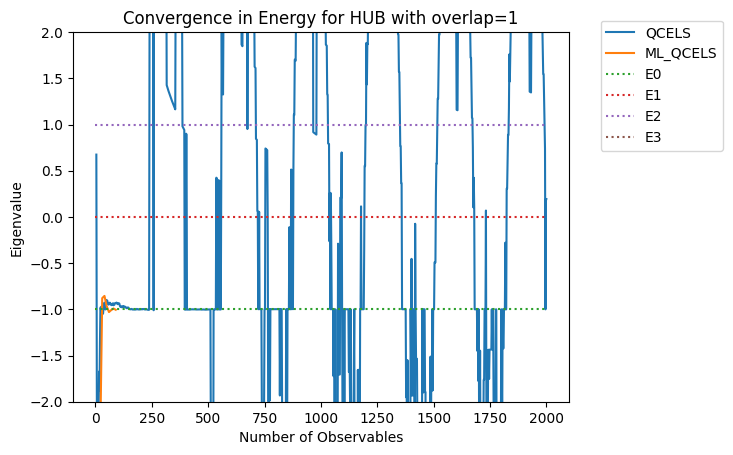 Convergence in Energy for HUB with overlap=1
2.0
1.5
1.0
0.5
0.0
−0.5
−1.0
−1.5
−2.0
Eigenvalue
0
250
500
750
1000
1250
1500
1750
2000
Number of Observables
QCELS
ML_QCELS
E0
E1
E2
E3